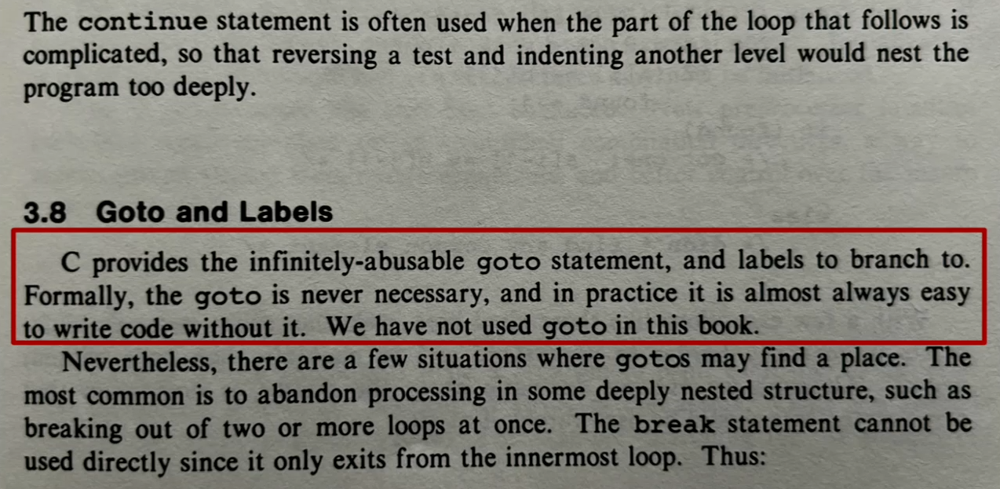 The continue statement is often used when the part of the loop that follows is
complicated, so that reversing a test and indenting another level would nest the
program too deeply.
3.8 Goto and Labels
C provides the infinitely-abusable goto statement, and labels to branch to.
Formally, the goto is never necessary, and in practice it is almost always easy
to write code without it. We have not used goto in this book.
Nevertheless, there are a few situations where gotos may find a place. The
most common is to abandon processing in some deeply nested structure, such as
breaking out of two or more loops at once. The break statement cannot be
used directly since it only exits from the innermost loop. Thus: